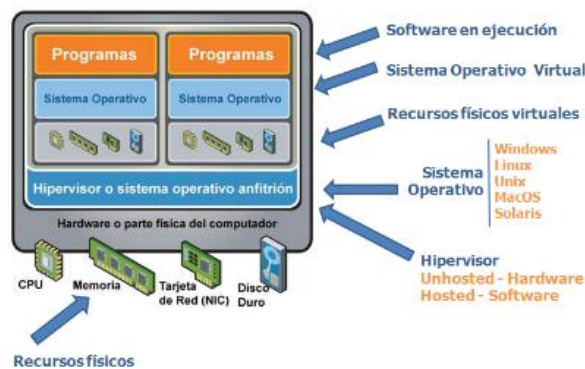 Programas
Programas
Sistema Operativo
Sistema Operativo
Hipervisor o sistema operativo anfitrión
Hardware o parte física del computador
CPU
Memoria
Tarjeta
de Red (NIC)
Disco
Duro
Recursos físicos
Software en ejecución
Sistema Operativo Virtual
Recursos físicos virtuales
Sistema
Operativo
Windows
Linux
Unix
MacOS
Solaris
Hipervisor
Unhosted - Hardware
Hosted - Software